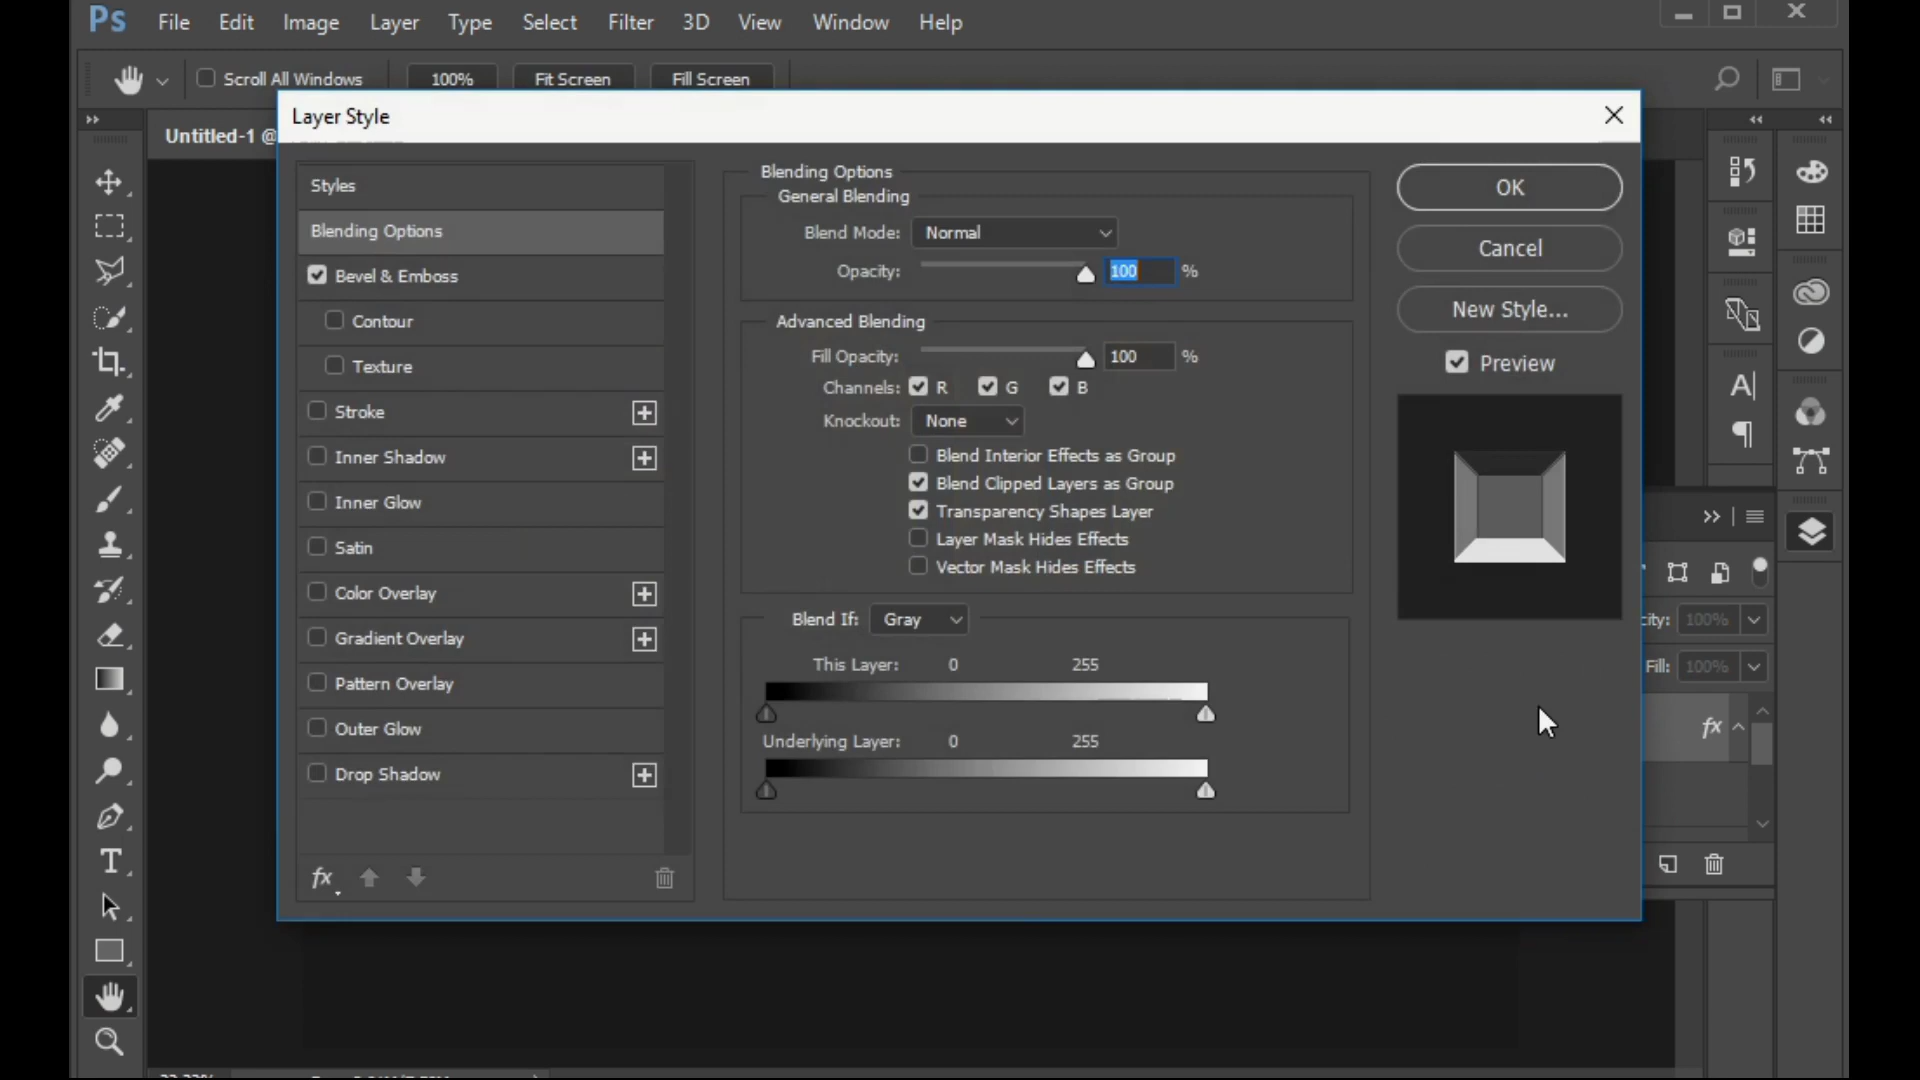 Ps File Edit Image Layer Type Select Filter 3D View Window Help
Scroll All Windows 100% Fit Screen Fill Screen
Untitled-1 @
Layer Style
Styles
Blending Options
Bevel & Emboss
Contour
Texture
Stroke
Inner Shadow
Inner Glow
Satin
Color Overlay
Gradient Overlay
Pattern Overlay
Outer Glow
Drop Shadow
fx
Blending Options
General Blending
Blend Mode: Normal
Opacity: 100 %
Advanced Blending
Fill Opacity: 100 %
Channels: R G B
Knockout: None
Blend Interior Effects as Group
Blend Clipped Layers as Group
Transparency Shapes Layer
Layer Mask Hides Effects
Vector Mask Hides Effects
Blend If: Gray
This Layer: 0 255
Underlying Layer: 0 255
OK
Cancel
New Style...
Preview
city: 100%
Fill: 100%
fx